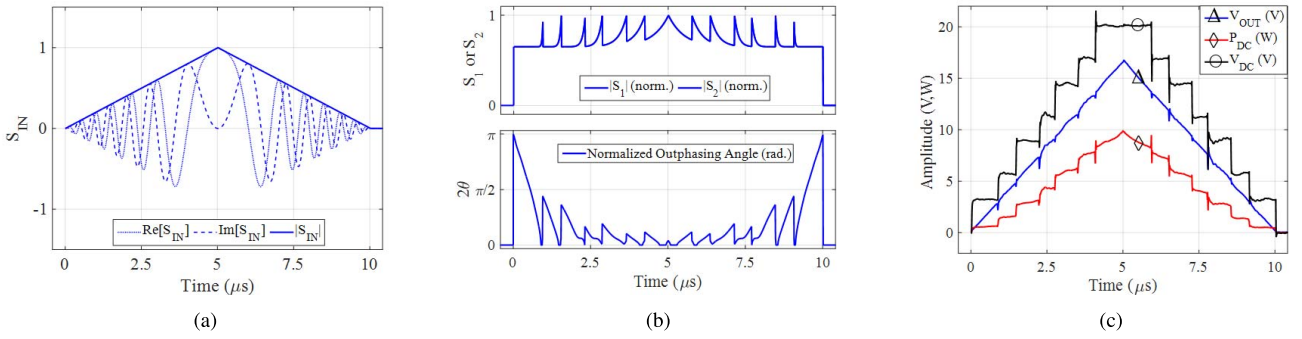 1
0
-1
S_IN
Re[S_IN] Im[S_IN] |S_IN|
0 2.5 5 7.5 10
Time (μs)
(a)
1
0
S_1 or S_2
|S_1| (norm.) |S_2| (norm.)
π
π/2
0
2θ
Normalized Outphasing Angle (rad.)
0 2.5 5 7.5 10
Time (μs)
(b)
20
15
10
5
0
Amplitude (V,W)
V_OUT (V)
P_DC (W)
V_DC (V)
0 2.5 5 7.5 10
Time (μs)
(c)